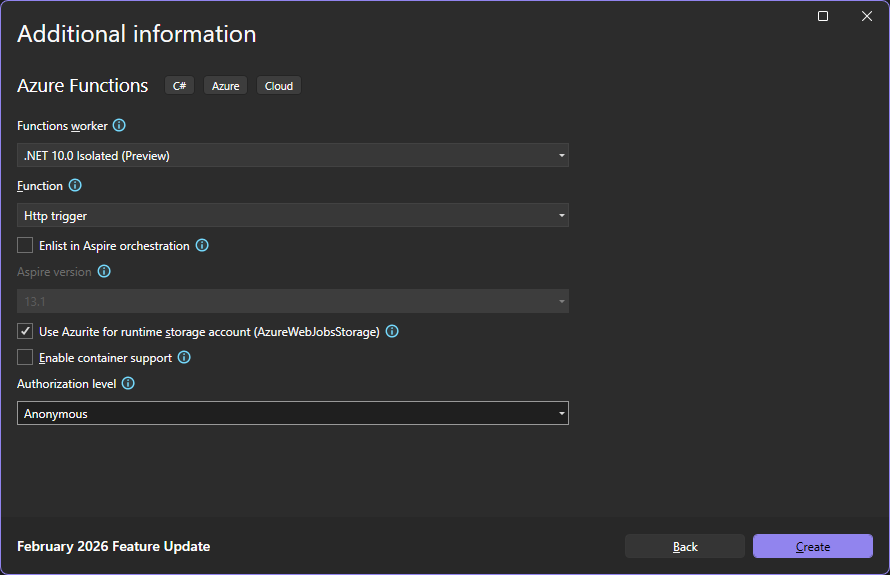 Additional information
Azure Functions C# Azure Cloud
Functions worker
.NET 10.0 Isolated (Preview)
Function
Http trigger
Enlist in Aspire orchestration
Aspire version
13.1
Use Azurite for runtime storage account (AzureWebJobsStorage)
Enable container support
Authorization level
Anonymous
February 2026 Feature Update Back Create